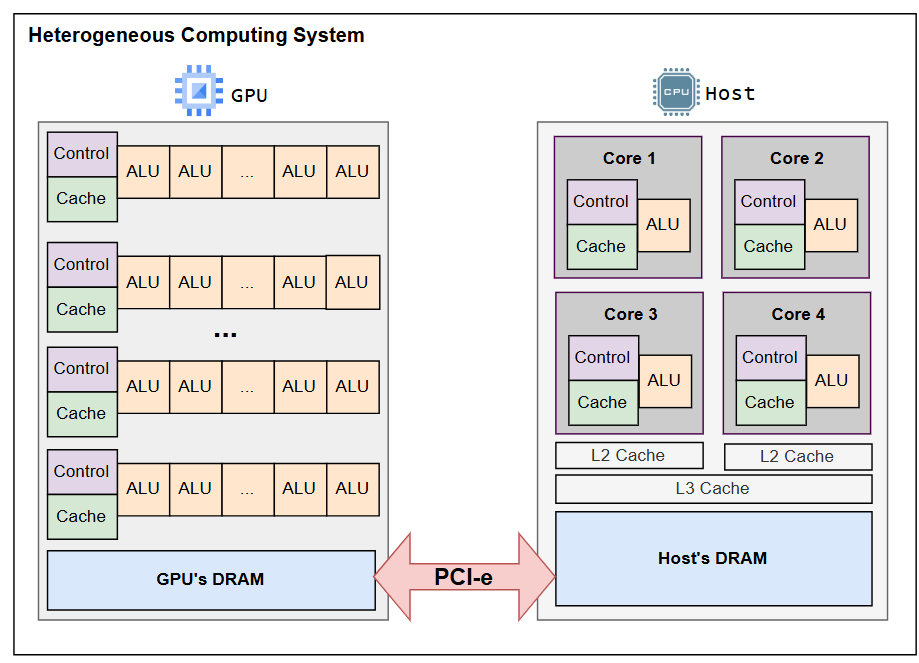 Heterogeneous Computing System
GPU
Control
Cache
ALU ALU ... ALU ALU
Control
Cache
ALU ALU ... ALU ALU
...
Control
Cache
ALU ALU ... ALU ALU
Control
Cache
ALU ALU ... ALU ALU
GPU's DRAM
PCI-e
CPU
Host
Core 1
Control
Cache
ALU
Core 2
Control
Cache
ALU
Core 3
Control
Cache
ALU
Core 4
Control
Cache
ALU
L2 Cache
L2 Cache
L3 Cache
Host's DRAM